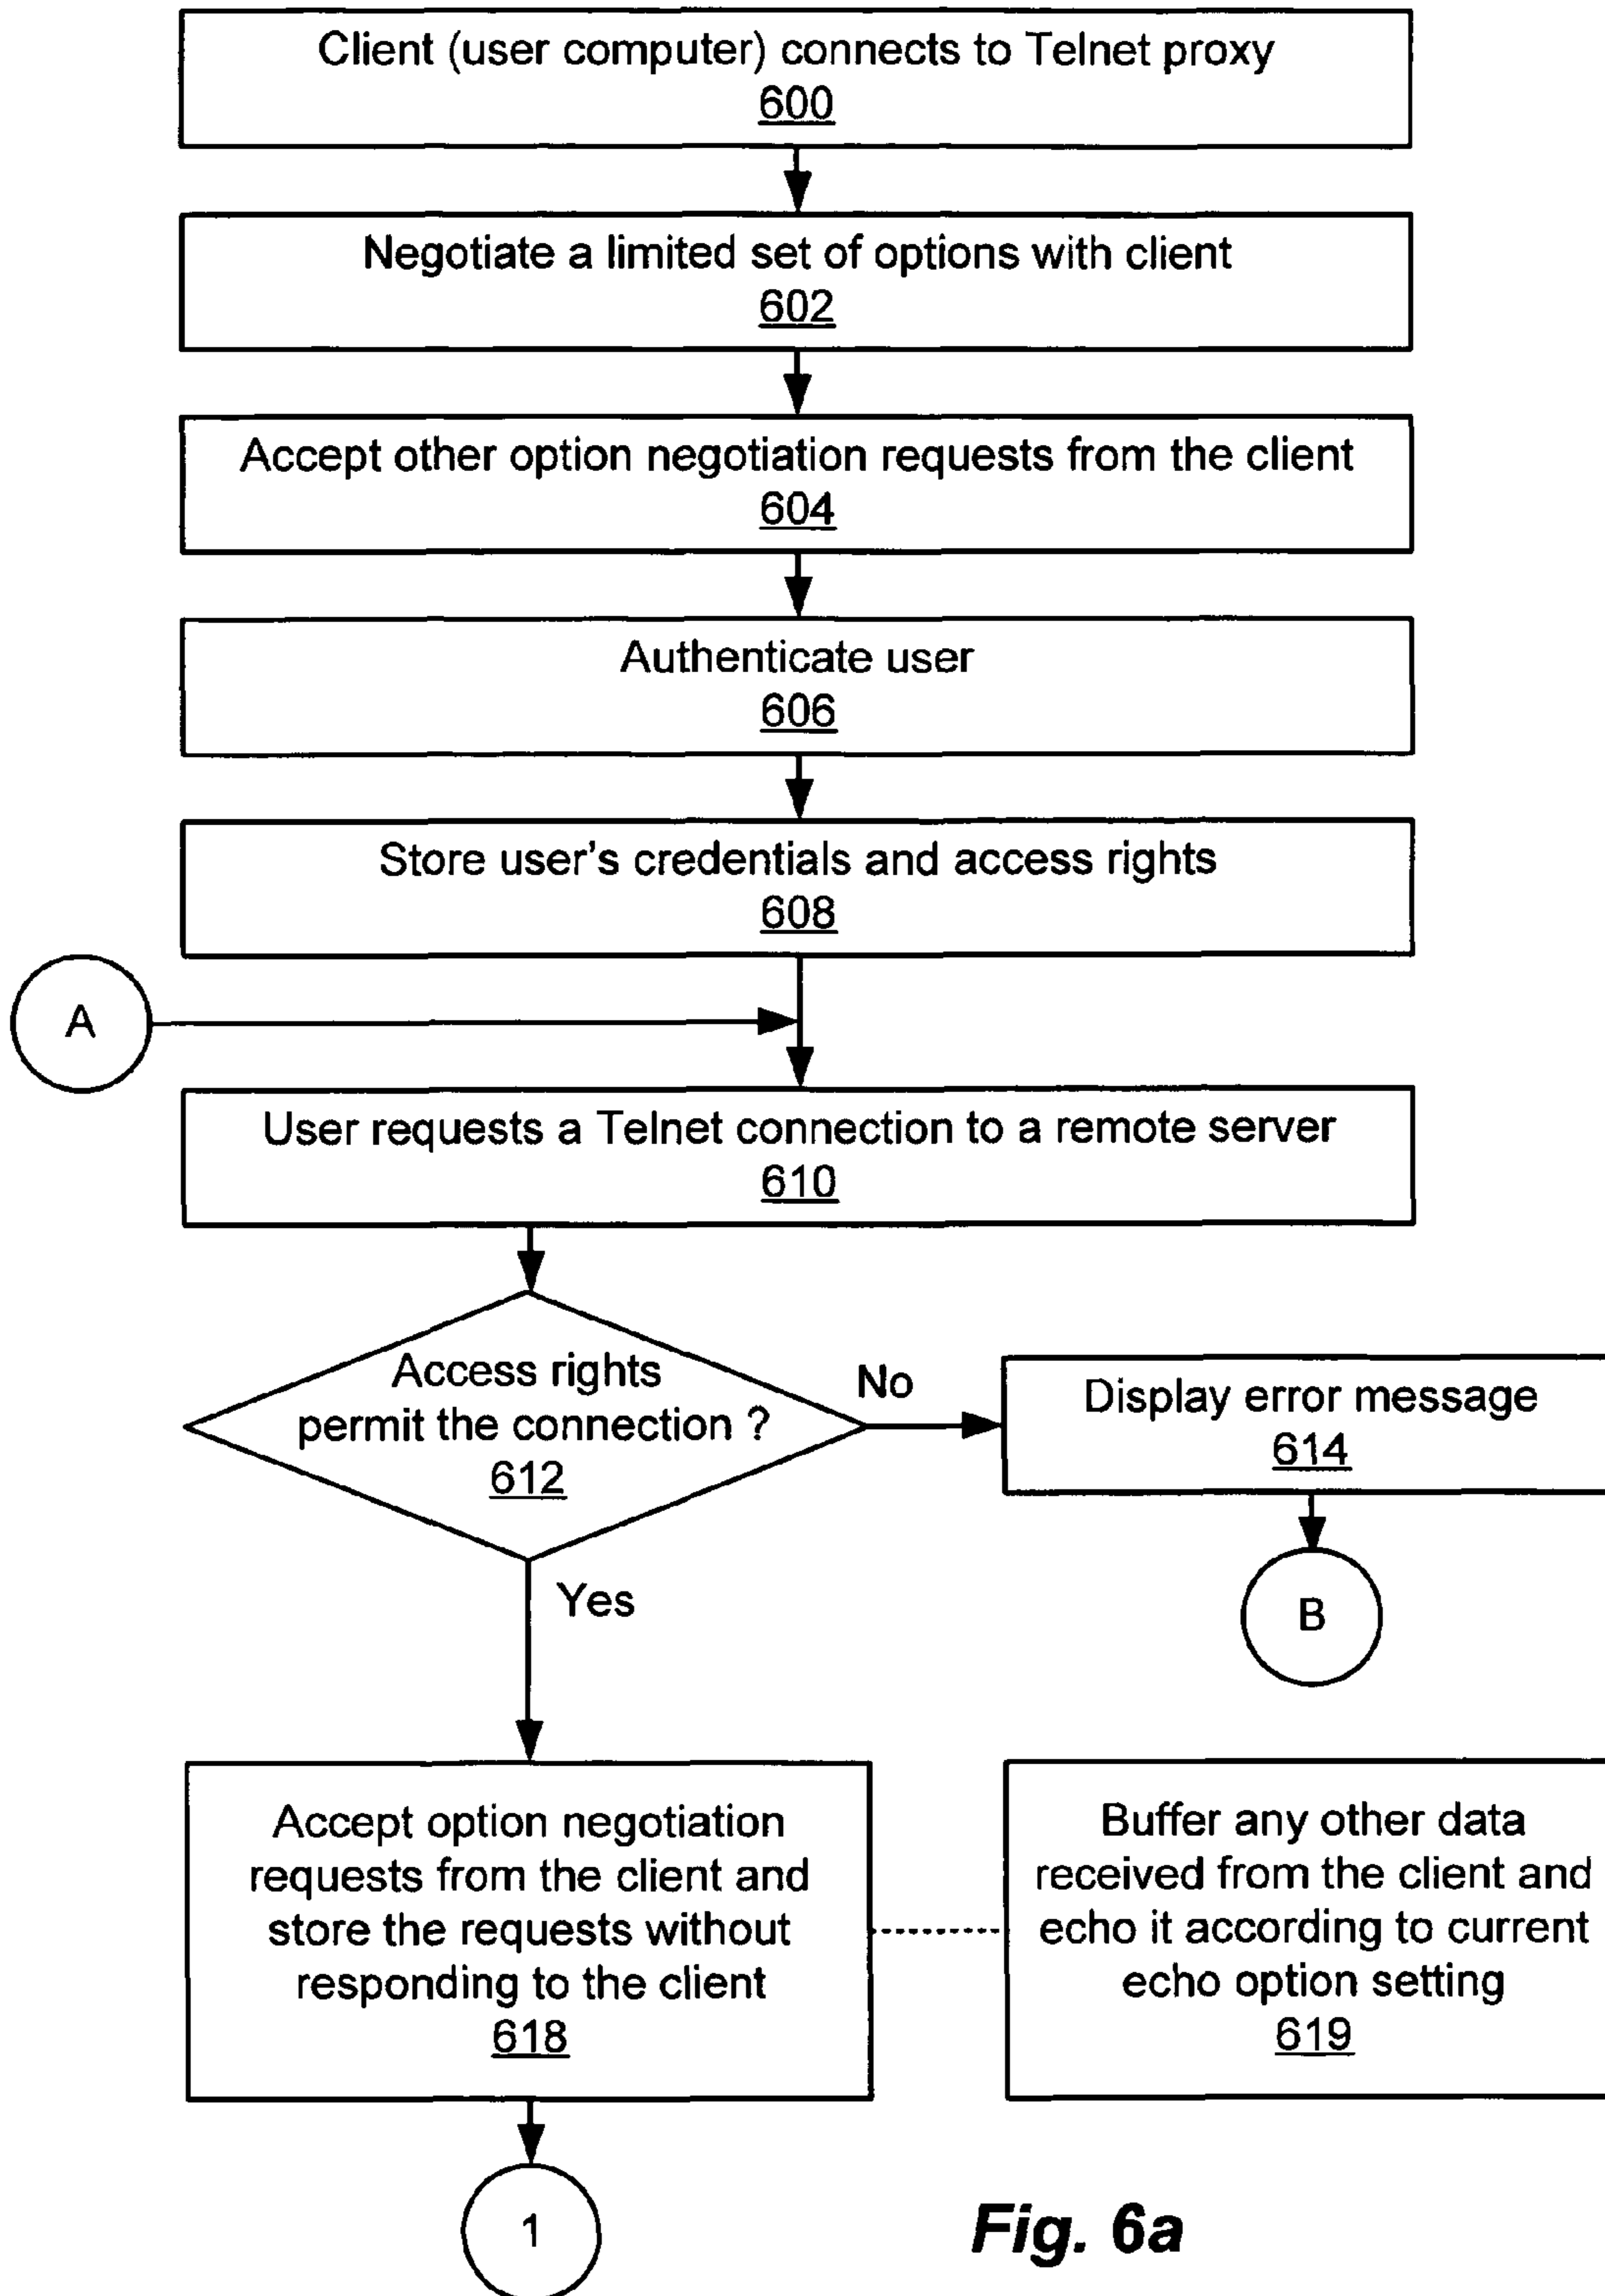 Client (user computer) connects to Telnet proxy
600
Negotiate a limited set of options with client
602
Accept other option negotiation requests from the client
604
Authenticate user
606
Store user's credentials and access rights
608
A
User requests a Telnet connection to a remote server
610
Access rights
permit the connection ?
612
No
Display error message
614
Yes
B
Accept option negotiation
requests from the client and
store the requests without
responding to the client
618
Buffer any other data
received from the client and
echo it according to current
echo option setting
619
1
Fig. 6a